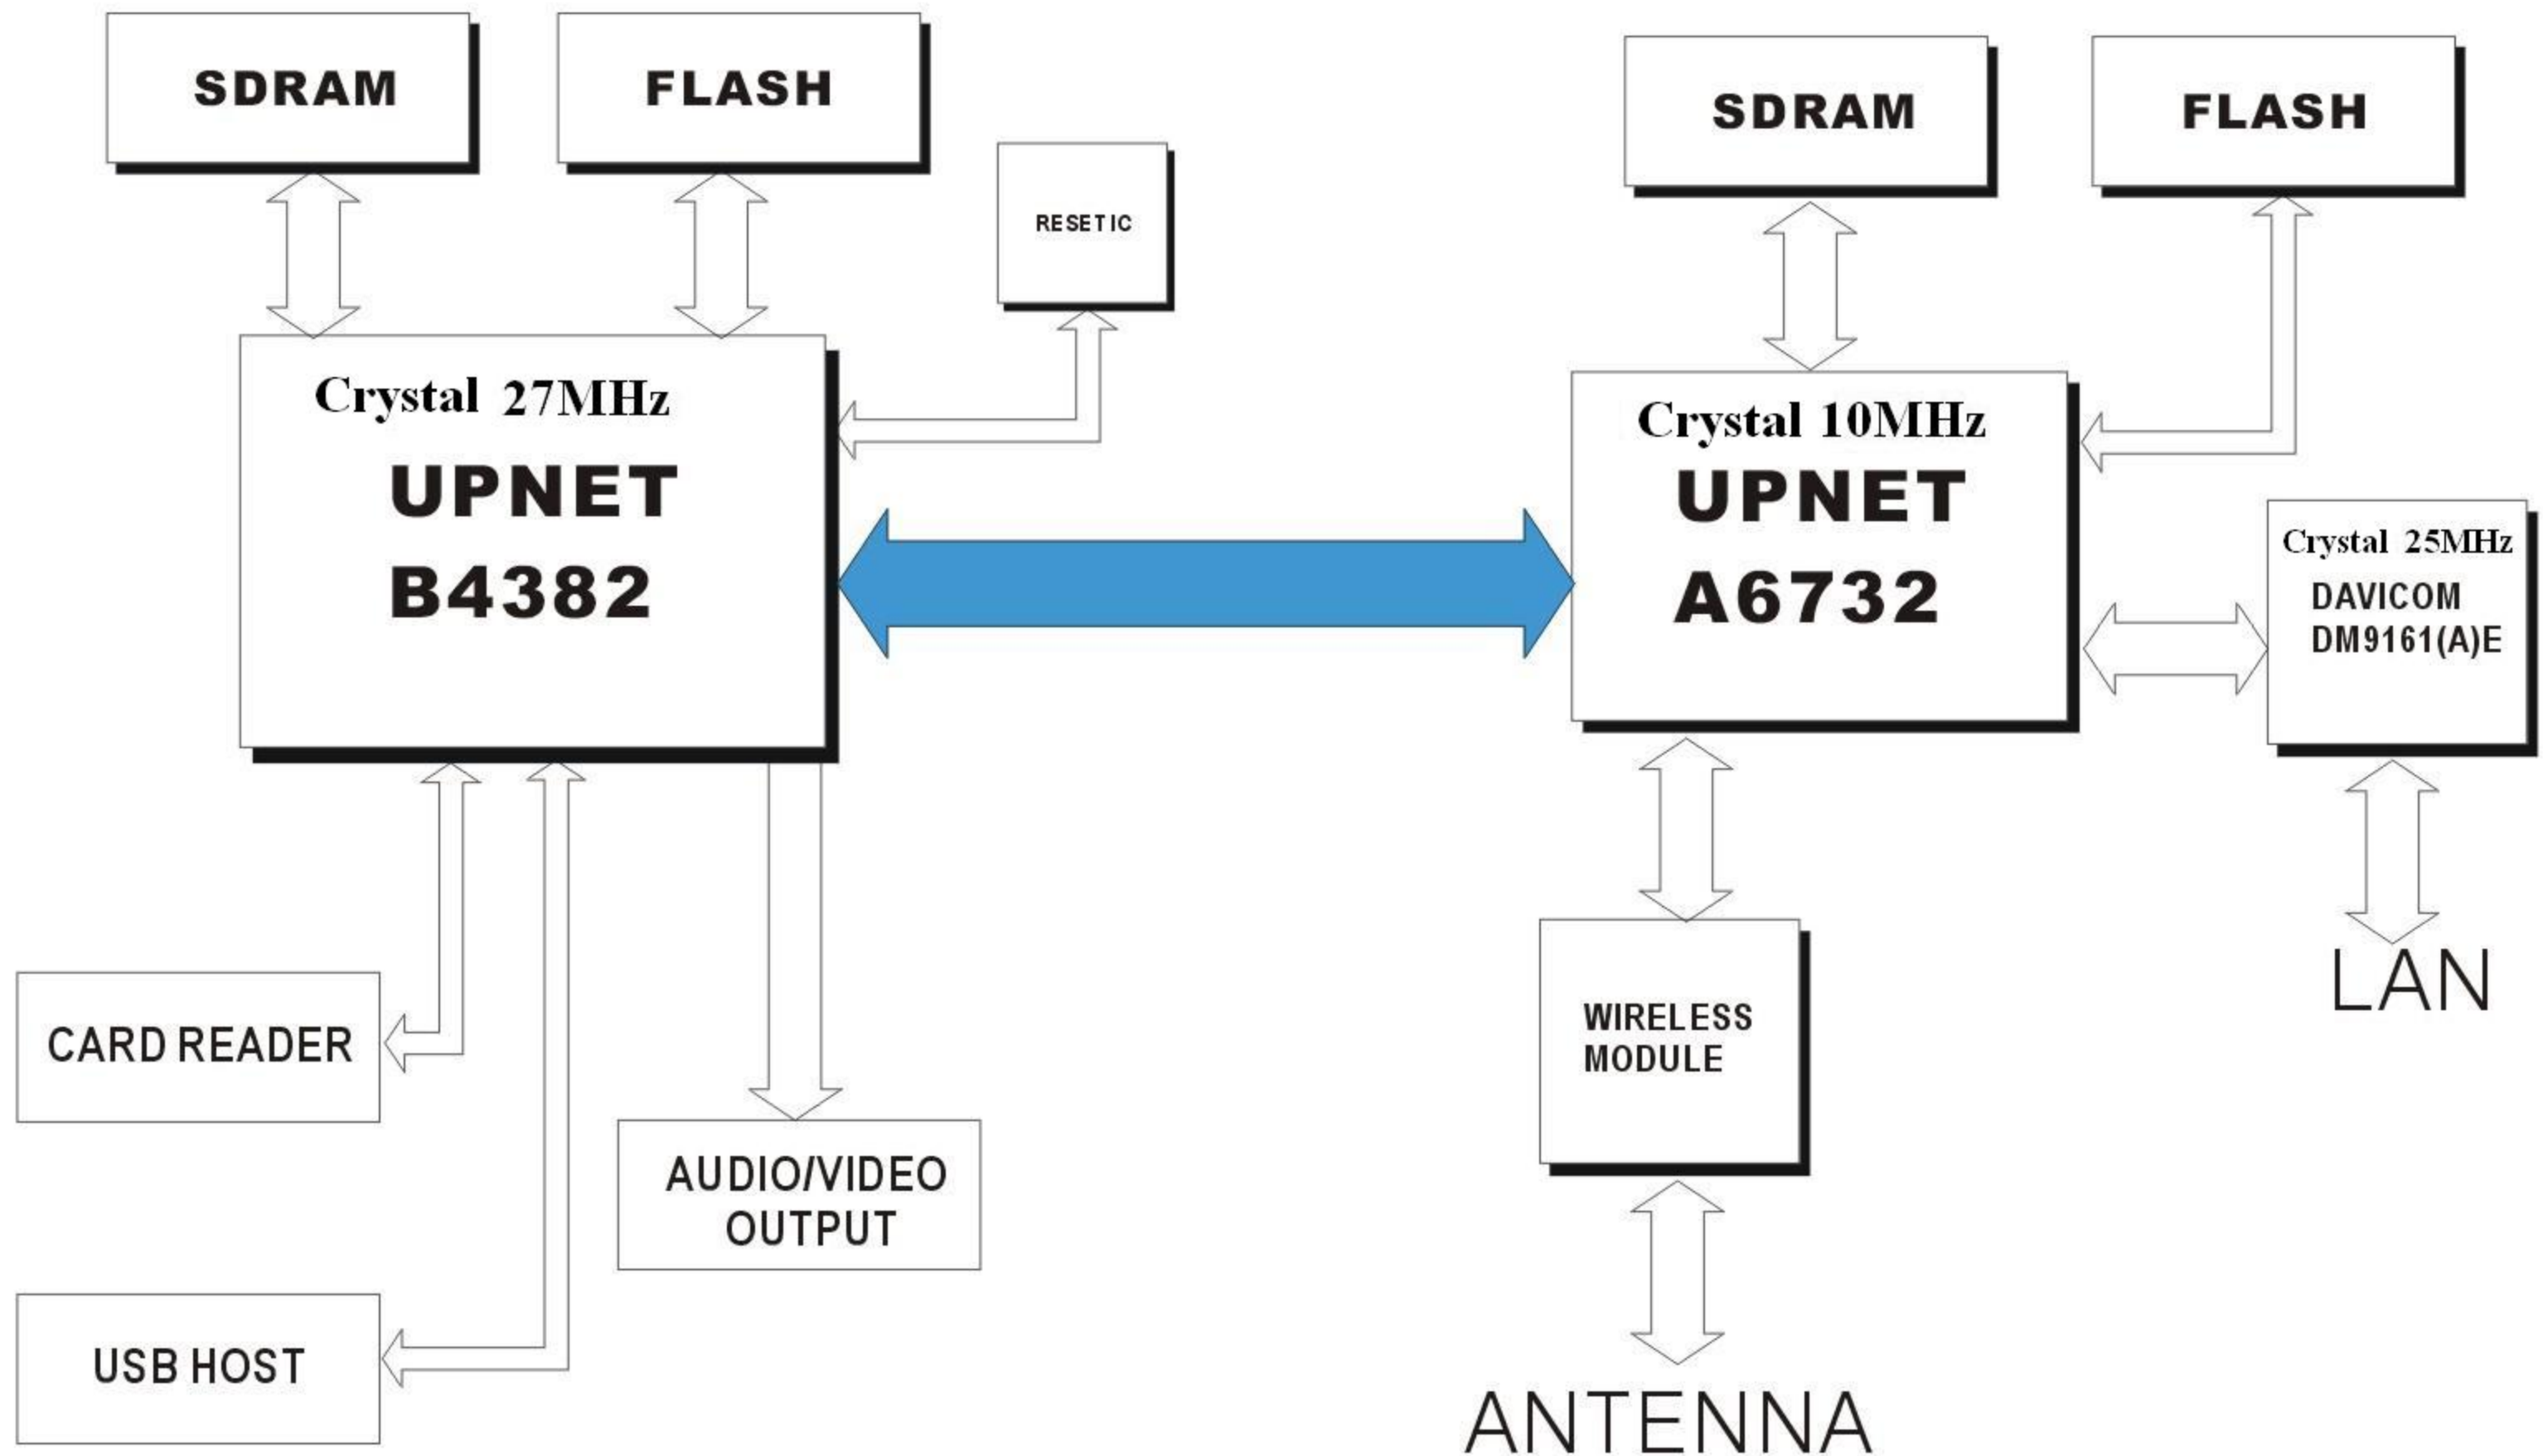 SDRAM
FLASH
RESET IC
SDRAM
FLASH
Crystal 27MHz
UPNET
B4382
Crystal 10MHz
UPNET
A6732
Crystal 25MHz
DAVICOM
DM9161(A)E
LAN
CARD READER
WIRELESS
MODULE
AUDIO/VIDEO
OUTPUT
USB HOST
ANTENNA